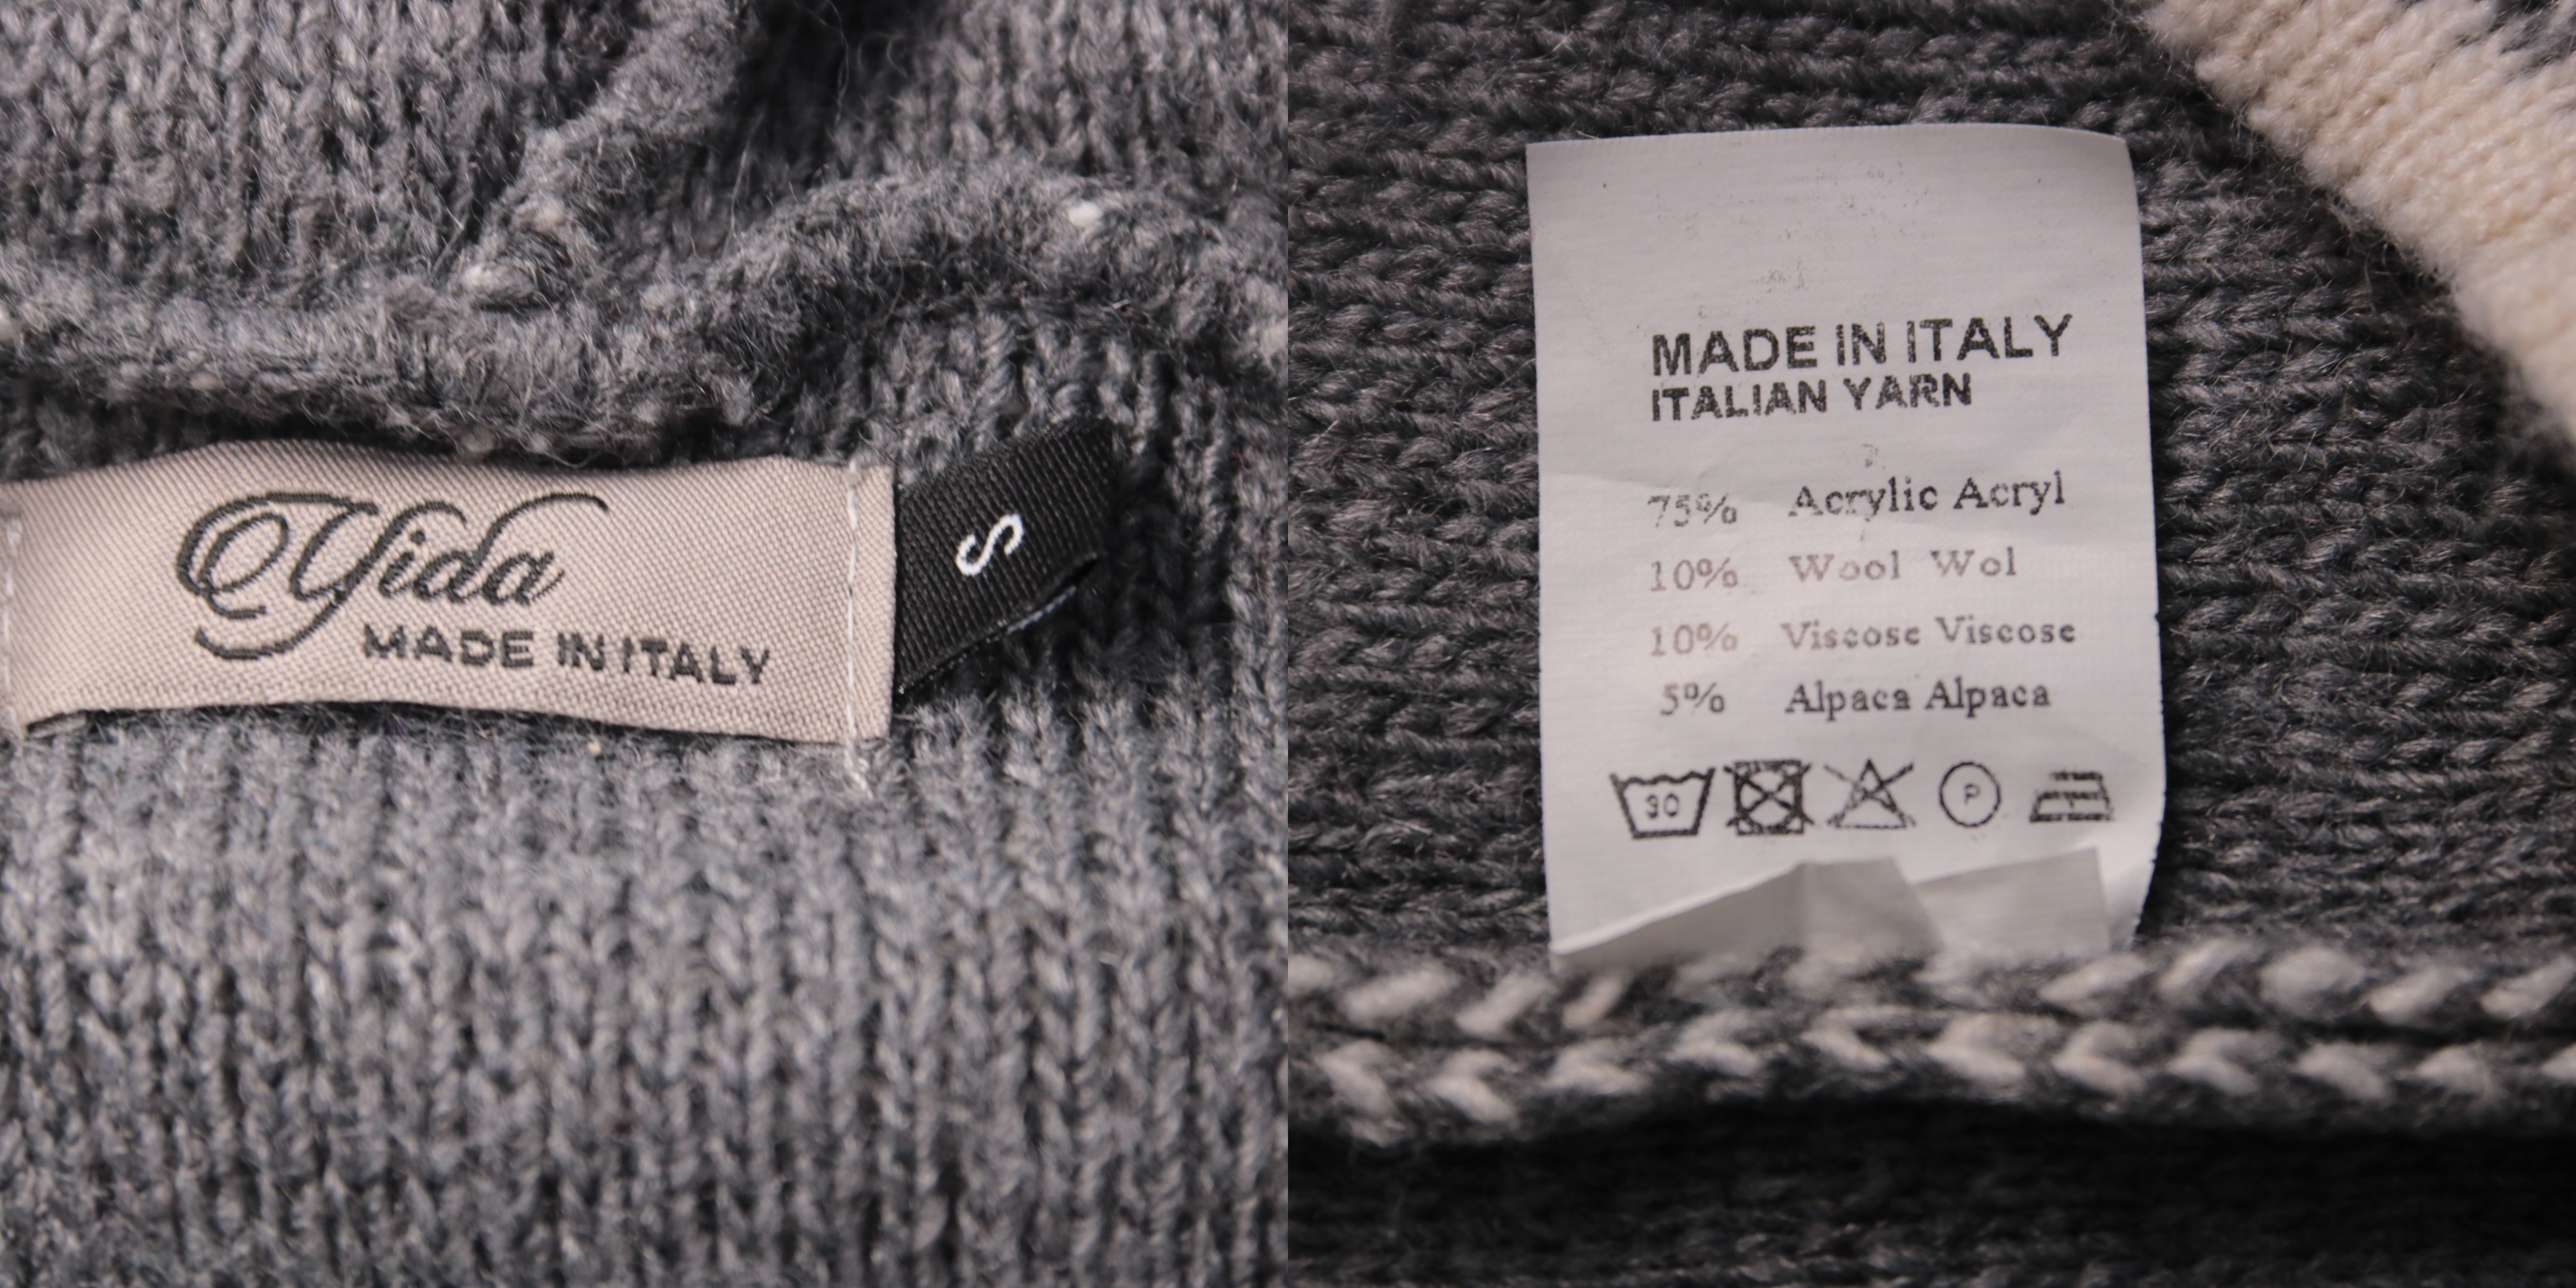 Yida
MADE IN ITALY
S
MADE IN ITALY
ITALIAN YARN
75% Acrylic Acryl
10% Wool Wol
10% Viscose Viscose
5% Alpaca Alpaca
30
P